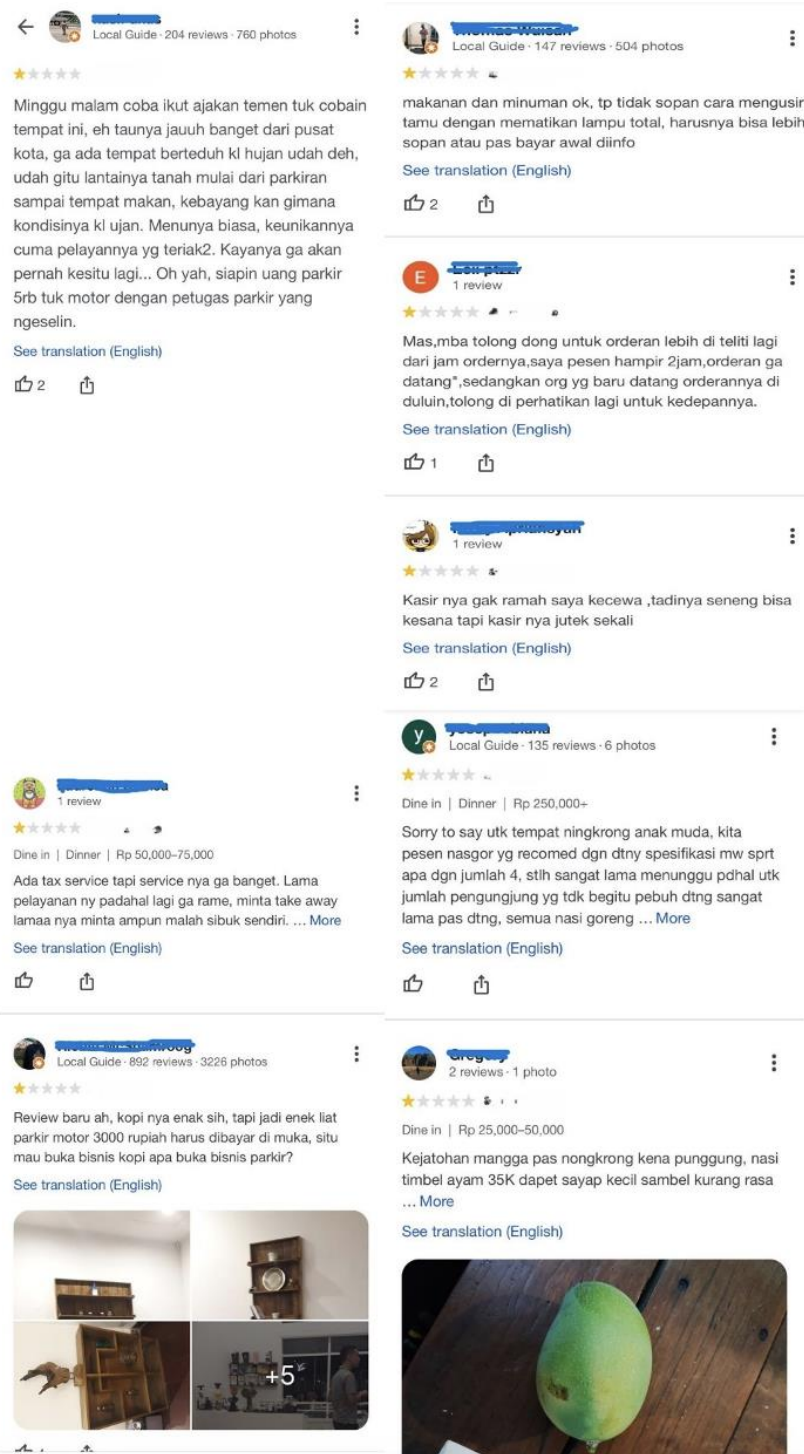 Local Guide · 204 reviews · 760 photos
Minggu malam coba ikut ajakan temen tuk cobain
tempat ini, eh taunya jauuh banget dari pusat
kota, ga ada tempat berteduh kl hujan udah deh,
udah gitu lantainya tanah mulai dari parkiran
sampai tempat makan, kebayang kan gimana
kondisinya kl ujan. Menunya biasa, keunikannya
cuma pelayannya yg teriak2. Kayanya ga akan
pernah kesitu lagi... Oh yah, siapin uang parkir
5rb tuk motor dengan petugas parkir yang
ngeselin.
See translation (English)
2
1 review
Dine in | Dinner | Rp 50,000–75,000
Ada tax service tapi service nya ga banget. Lama
pelayanan ny padahal lagi ga rame, minta take away
lamaa nya minta ampun malah sibuk sendiri. ... More
See translation (English)
Local Guide · 892 reviews · 3226 photos
Review baru ah, kopi nya enak sih, tapi jadi enek liat
parkir motor 3000 rupiah harus dibayar di muka, situ
mau buka bisnis kopi apa buka bisnis parkir?
See translation (English)
+5
Local Guide · 147 reviews · 504 photos
makanan dan minuman ok, tp tidak sopan cara mengusir
tamu dengan mematikan lampu total, harusnya bisa lebih
sopan atau pas bayar awal diinfo
See translation (English)
2
E
1 review
Mas,mba tolong dong untuk orderan lebih di teliti lagi
dari jam ordernya,saya pesen hampir 2jam,orderan ga
datang",sedangkan org yg baru datang orderannya di
duluin,tolong di perhatikan lagi untuk kedepannya.
See translation (English)
1
1 review
Kasir nya gak ramah saya kecewa ,tadinya seneng bisa
kesana tapi kasir nya jutek sekali
See translation (English)
2
y
Local Guide · 135 reviews · 6 photos
Dine in | Dinner | Rp 250,000+
Sorry to say utk tempat ningkrong anak muda, kita
pesen nasgor yg recomed dgn dtny spesifikasi mw sprt
apa dgn jumlah 4, stlh sangat lama menunggu pdhal utk
jumlah pengungjung yg tdk begitu pebuh dtng sangat
lama pas dtng, semua nasi goreng ... More
See translation (English)
Gregory
2 reviews · 1 photo
Dine in | Rp 25,000–50,000
Kejatohan mangga pas nongkrong kena punggung, nasi
timbel ayam 35K dapet sayap kecil sambel kurang rasa
... More
See translation (English)